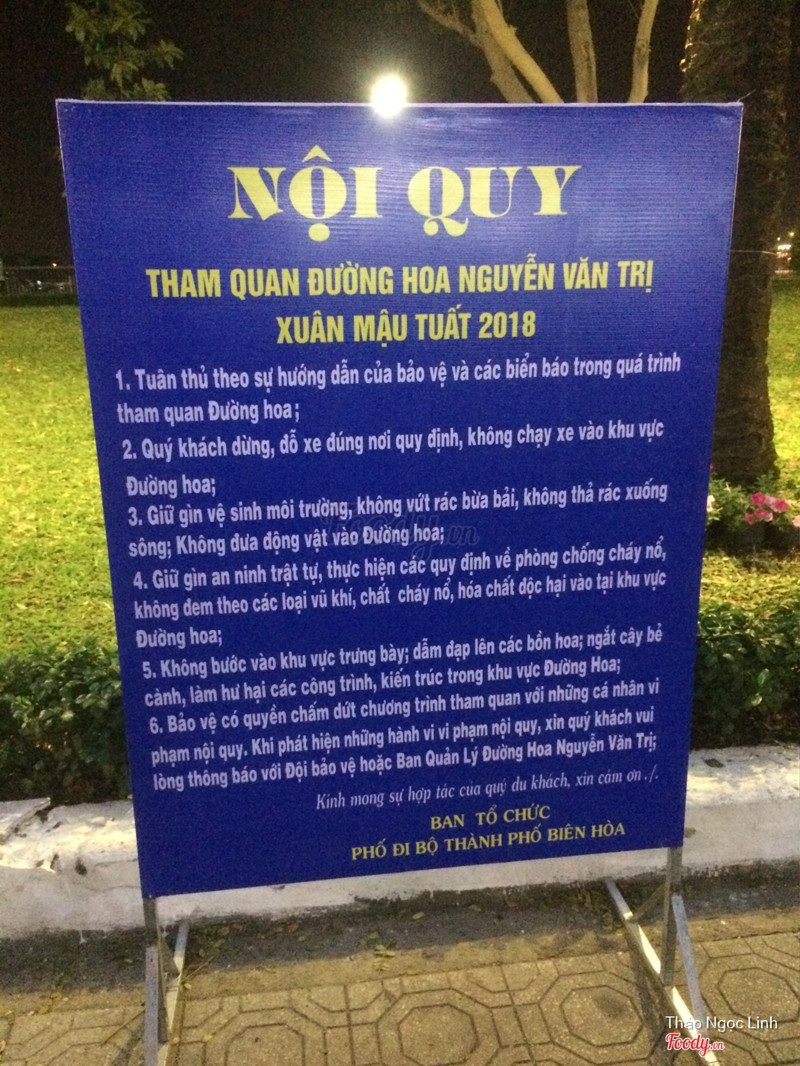 NỘI QUY
THAM QUAN ĐƯỜNG HOA NGUYỄN VĂN TRỊ
XUÂN MẬU TUẤT 2018
1. Tuân thủ theo sự hướng dẫn của bảo vệ và các biển báo trong quá trình
tham quan Đường hoa;
2. Quý khách dừng, đỗ xe đúng nơi quy định, không chạy xe vào khu vực
Đường hoa;
3. Giữ gìn vệ sinh môi trường, không vứt rác bừa bải, không thả rác xuống
sông; Không đưa động vật vào Đường hoa;
4. Giữ gìn an ninh trật tự, thực hiện các quy định về phòng chống cháy nổ,
không đem theo các loại vũ khí, chất cháy nổ, hóa chất độc hại vào tại khu vực
Đường hoa;
5. Không bước vào khu vực trưng bày; dẫm đạp lên các bồn hoa; ngắt cây bẻ
cành, làm hư hại các công trình, kiến trúc trong khu vực Đường Hoa;
6. Bảo vệ có quyền chấm dứt chương trình tham quan với những cá nhân vi
phạm nội quy. Khi phát hiện những hành vi vi phạm nội quy, xin quý khách vui
lòng thông báo với Đội bảo vệ hoặc Ban Quản Lý Đường Hoa Nguyễn Văn Trị;
Kính mong sự hợp tác của quý du khách, xin cảm ơn ./.
BAN TỔ CHỨC
PHỐ ĐI BỘ THÀNH PHỐ BIÊN HÒA
Foody.vn
Thảo Ngọc Linh
Foody.vn